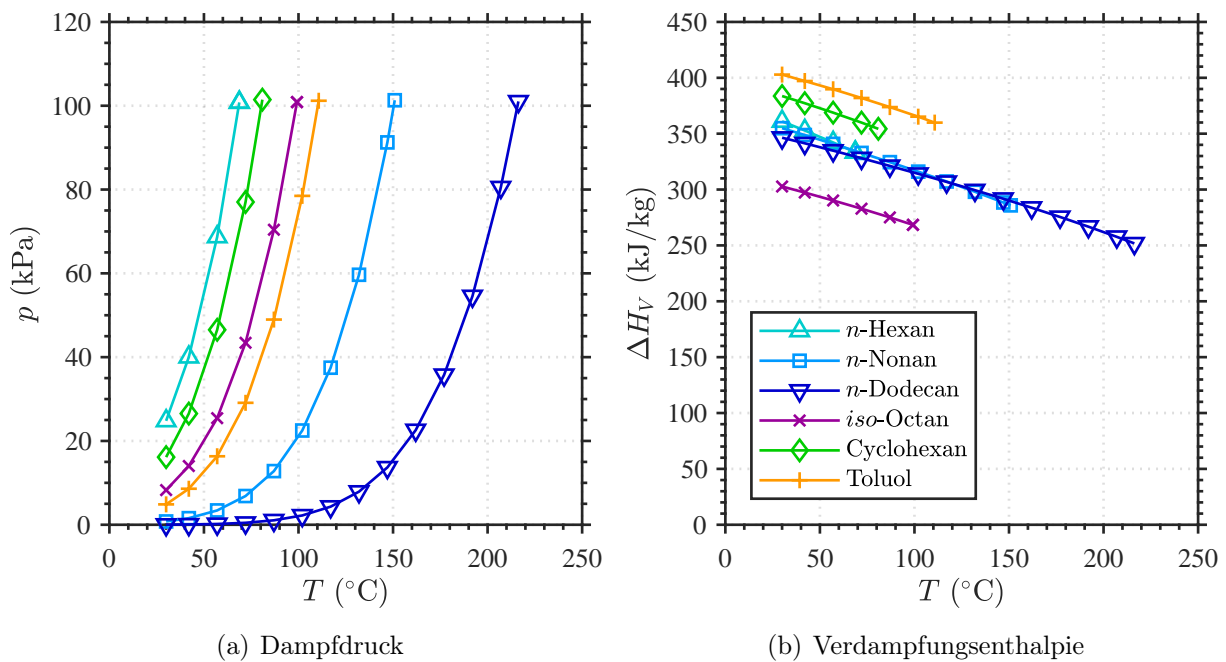 120
100
80
60
40
20
0
p (kPa)
0 50 100 150 200 250
T (°C)
(a) Dampfdruck
450
400
350
300
250
200
150
100
50
0
ΔH_V (kJ/kg)
n-Hexan
n-Nonan
n-Dodecan
iso-Octan
Cyclohexan
Toluol
0 50 100 150 200 250
T (°C)
(b) Verdampfungsenthalpie